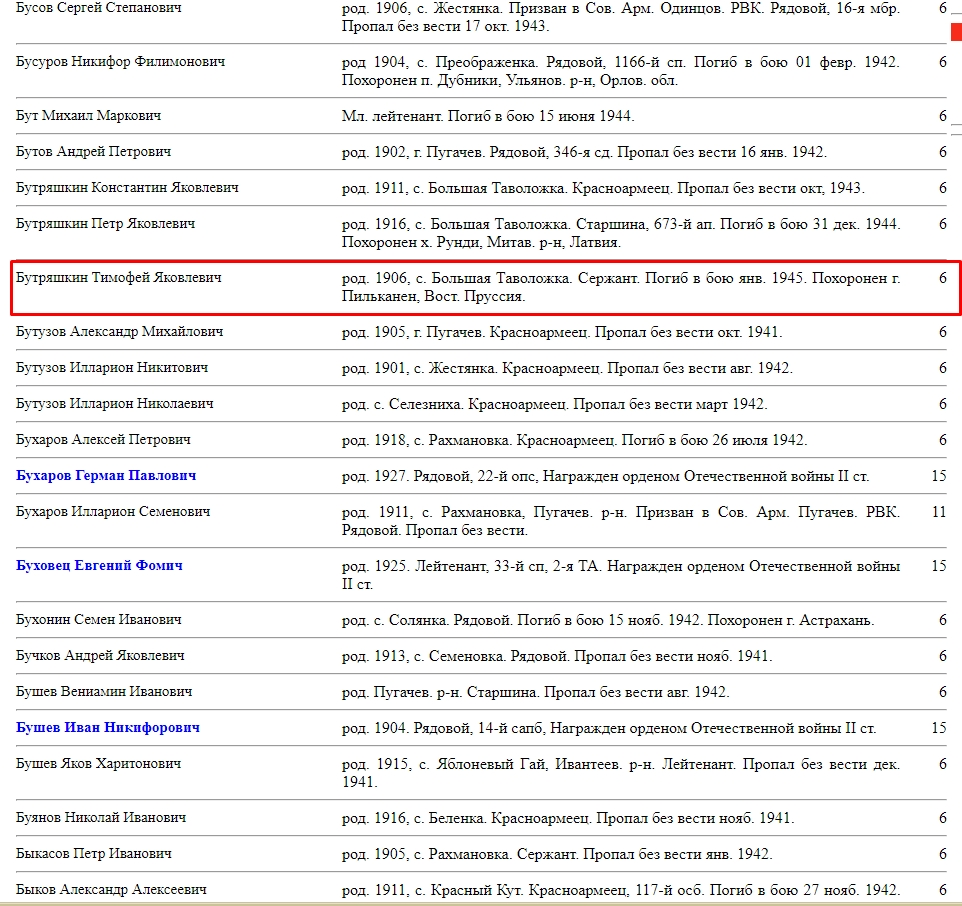 Бусов Сергей Степанович род. 1906, с. Жестянка. Призван в Сов. Арм. Одинцов. РВК. Рядовой, 16-я мбр. 6
Пропал без вести 17 окт. 1943.
Бусуров Никифор Филимонович род 1904, с. Преображенка. Рядовой, 1166-й сп. Погиб в бою 01 февр. 1942. 6
Похоронен п. Дубники, Ульянов. р-н, Орлов. обл.
Бут Михаил Маркович Мл. лейтенант. Погиб в бою 15 июня 1944. 6
Бутов Андрей Петрович род. 1902, г. Пугачев. Рядовой, 346-я сд. Пропал без вести 16 янв. 1942. 6
Бутряшкин Константин Яковлевич род. 1911, с. Большая Таволожка. Красноармеец. Пропал без вести окт, 1943. 6
Бутряшкин Петр Яковлевич род. 1916, с. Большая Таволожка. Старшина, 673-й ап. Погиб в бою 31 дек. 1944. 6
Похоронен х. Рунди, Митав. р-н, Латвия.
Бутряшкин Тимофей Яковлевич род. 1906, с. Большая Таволожка. Сержант. Погиб в бою янв. 1945. Похоронен г. 6
Пильканен, Вост. Пруссия.
Бутузов Александр Михайлович род. 1905, г. Пугачев. Красноармеец. Пропал без вести окт. 1941. 6
Бутузов Илларион Никитович род. 1901, с. Жестянка. Красноармеец. Пропал без вести авг. 1942. 6
Бутузов Илларион Николаевич род. с. Селезниха. Красноармеец. Пропал без вести март 1942. 6
Бухаров Алексей Петрович род. 1918, с. Рахмановка. Красноармеец. Погиб в бою 26 июля 1942. 6
Бухаров Герман Павлович род. 1927. Рядовой, 22-й опс, Награжден орденом Отечественной войны II ст. 15
Бухаров Илларион Семенович род. 1911, с. Рахмановка, Пугачев. р-н. Призван в Сов. Арм. Пугачев. РВК. 11
Рядовой. Пропал без вести.
Буховец Евгений Фомич род. 1925. Лейтенант, 33-й сп, 2-я ТА. Награжден орденом Отечественной войны 15
II ст.
Бухонин Семен Иванович род. с. Солянка. Рядовой. Погиб в бою 15 нояб. 1942. Похоронен г. Астрахань. 6
Бучков Андрей Яковлевич род. 1913, с. Семеновка. Рядовой. Пропал без вести нояб. 1941. 6
Бушев Вениамин Иванович род. Пугачев. р-н. Старшина. Пропал без вести авг. 1942. 6
Бушев Иван Никифорович род. 1904. Рядовой, 14-й сапб, Награжден орденом Отечественной войны II ст. 15
Бушев Яков Харитонович род. 1915, с. Яблоневый Гай, Ивантеев. р-н. Лейтенант. Пропал без вести дек. 6
1941.
Буянов Николай Иванович род. 1916, с. Беленка. Красноармеец. Пропал без вести нояб. 1941. 6
Быкасов Петр Иванович род. 1905, с. Рахмановка. Сержант. Пропал без вести янв. 1942. 6
Быков Александр Алексеевич род. 1911, с. Красный Кут. Красноармеец, 117-й осб. Погиб в бою 27 нояб. 1942. 6